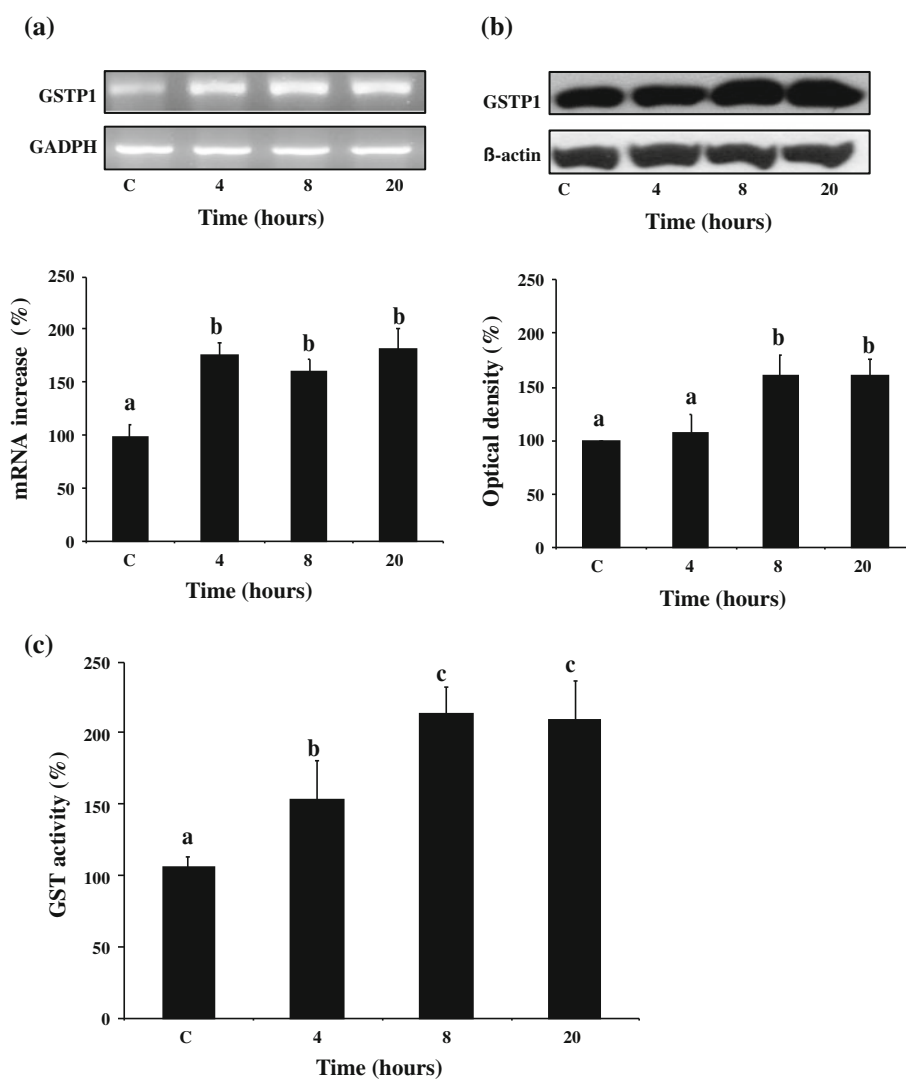 (a)
GSTP1
GADPH
C 4 8 20
Time (hours)
250
200
150
100
50
0
mRNA increase (%)
a b b b
C 4 8 20
Time (hours)
(b)
GSTP1
ß-actin
C 4 8 20
Time (hours)
250
200
150
100
50
0
Optical density (%)
a a b b
C 4 8 20
Time (hours)
(c)
250
200
150
100
50
0
GST activity (%)
a b c c
C 4 8 20
Time (hours)